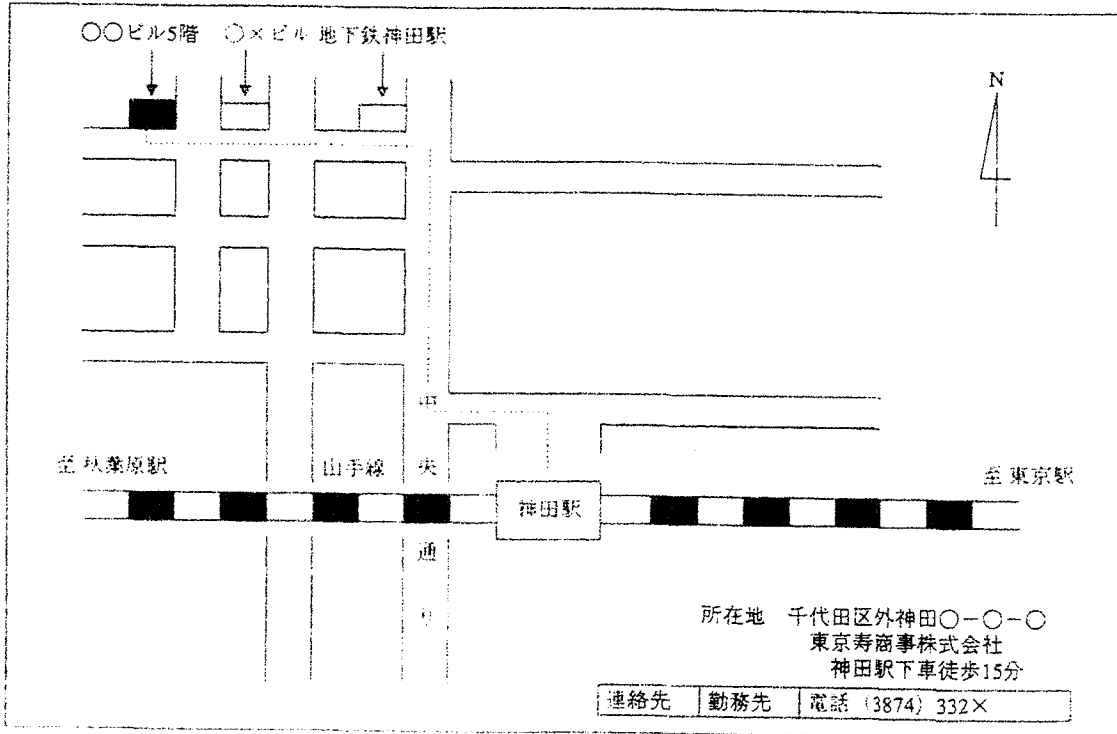 ○○ビル5階 ○×ビル 地下鉄神田駅
N
中央通り
至 秋葉原駅 山手線 至 東京駅
神田駅
所在地 千代田区外神田○-○-○
東京寿商事株式会社
神田駅下車徒歩15分
連絡先 勤務先 電話 (3874) 332×